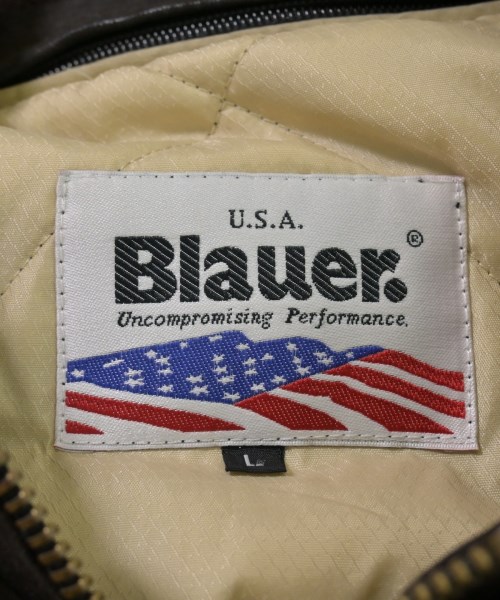 U.S.A.
Blauer.®
Uncompromising Performance.
L